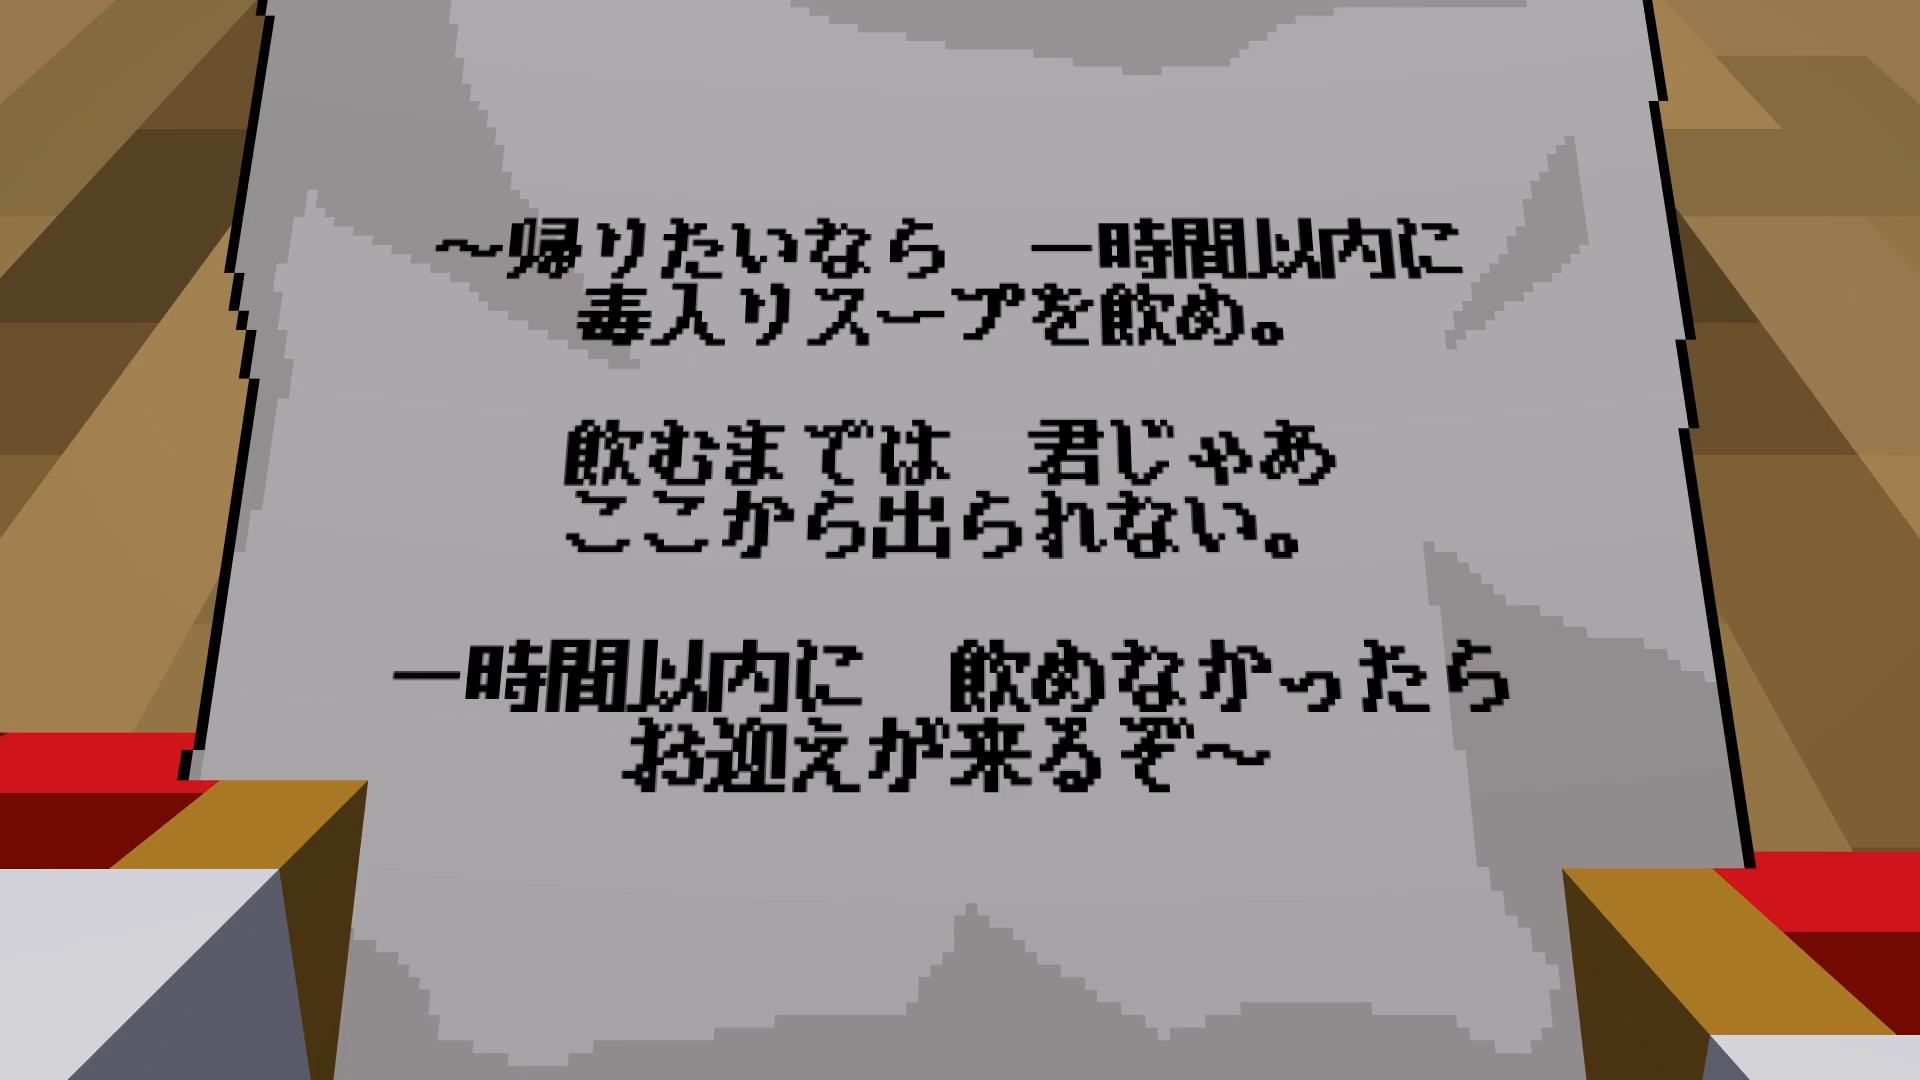 ～帰りたいなら　一時間以内に
毒入りスープを飲め。
飲むまでは　君じゃあ
ここから出られない。
一時間以内に　飲めなかったら
お迎えが来るぞ～